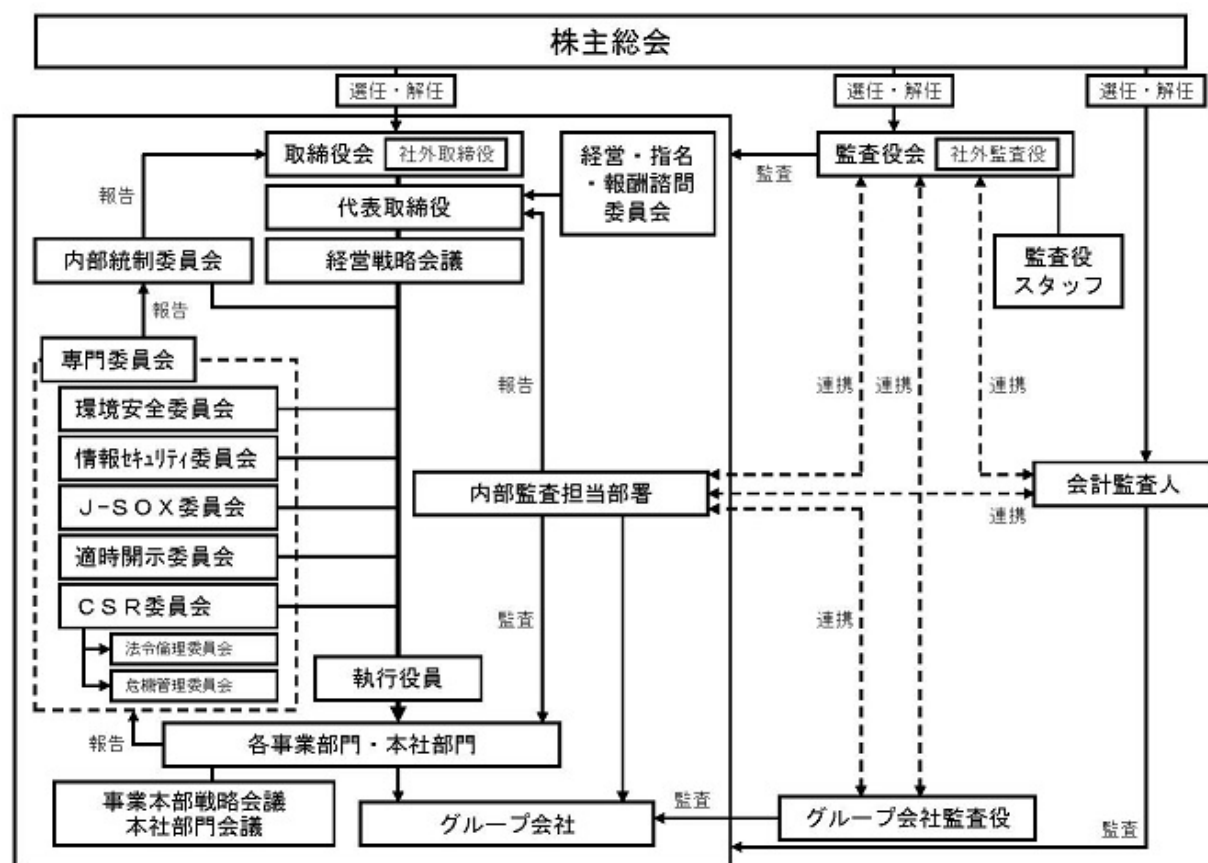 株主総会
選任・解任
選任・解任
選任・解任
取締役会
社外取締役
経営・指名
・報酬諮問
委員会
監査
監査役会
社外監査役
報告
代表取締役
内部統制委員会
経営戦略会議
監査役
スタッフ
報告
専門委員会
環境安全委員会
報告
連携
連携
連携
情報セキュリティ委員会
J-SOX委員会
内部監査担当部署
会計監査人
連携
適時開示委員会
CSR委員会
監査
連携
法令倫理委員会
危機管理委員会
執行役員
報告
各事業部門・本社部門
事業本部戦略会議
本社部門会議
グループ会社
監査
グループ会社監査役
監査